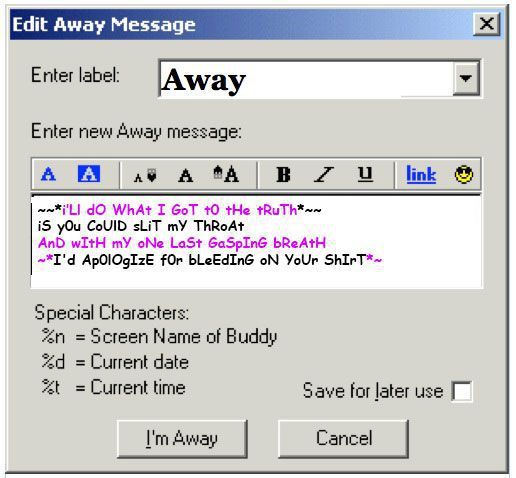 Edit Away Message
Enter label: Away
Enter new Away message:
A A A A A B I U link
~~*i'Ll dO WhAt I GoT t0 tHe tRuTh*~~
iS y0u CoUlD sLiT mY ThRoAt
AnD wItH mY oNe LaSt GaSpInG bReAtH
~*I'd Ap0lOgIzE f0r bLeEdInG oN YoUr ShIrT*~
Special Characters:
%n = Screen Name of Buddy
%d = Current date
%t = Current time
Save for later use
I'm Away Cancel